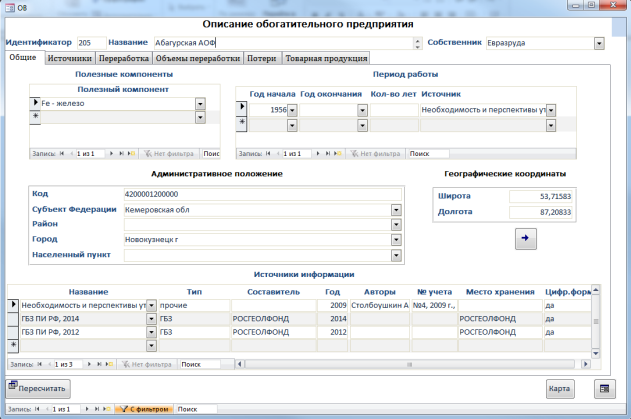 ОВ
Описание обогатительного предприятия
Идентификатор 205 Название Абагурская АОФ Собственник Евразруда
Общие Источники Переработка Объемы переработки Потери Товарная продукция
Полезные компоненты Период работы
Полезный компонент
Fe - железо
Запись: 1 из 1 Нет фильтра Поис
Год начала Год окончания Кол-во лет Источник
1956 Необходимость и перспективы ут
Запись: 1 из 1 Нет фильтра Поиск
Административное положение Географические координаты
Код 4200001200000
Субъект Федерации Кемеровская обл
Район
Город Новокузнецк г
Населенный пункт
Широта 53,71583
Долгота 87,20833
Источники информации
Название Тип Составитель Год Авторы № учета Место хранения Цифр.форм
Необходимость и перспективы ут прочие 2009 Столбоушкин А №4, 2009 г., да
ГБЗ ПИ РФ, 2014 ГБЗ РОСГЕОЛФОНД 2014 РОСГЕОЛФОНД да
ГБЗ ПИ РФ, 2012 ГБЗ РОСГЕОЛФОНД 2012 РОСГЕОЛФОНД да
Запись: 1 из 3 Нет фильтра Поиск
Пересчитать Карта
Запись: 1 из 1 С фильтром Поиск